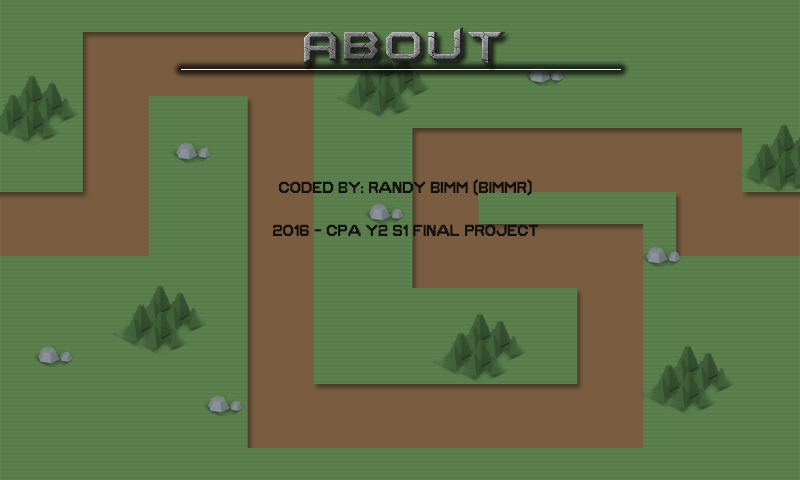 ABOUT
CODED BY: RANDY BIMM (BIMMR)
2016 - CPA Y2 S1 FINAL PROJECT